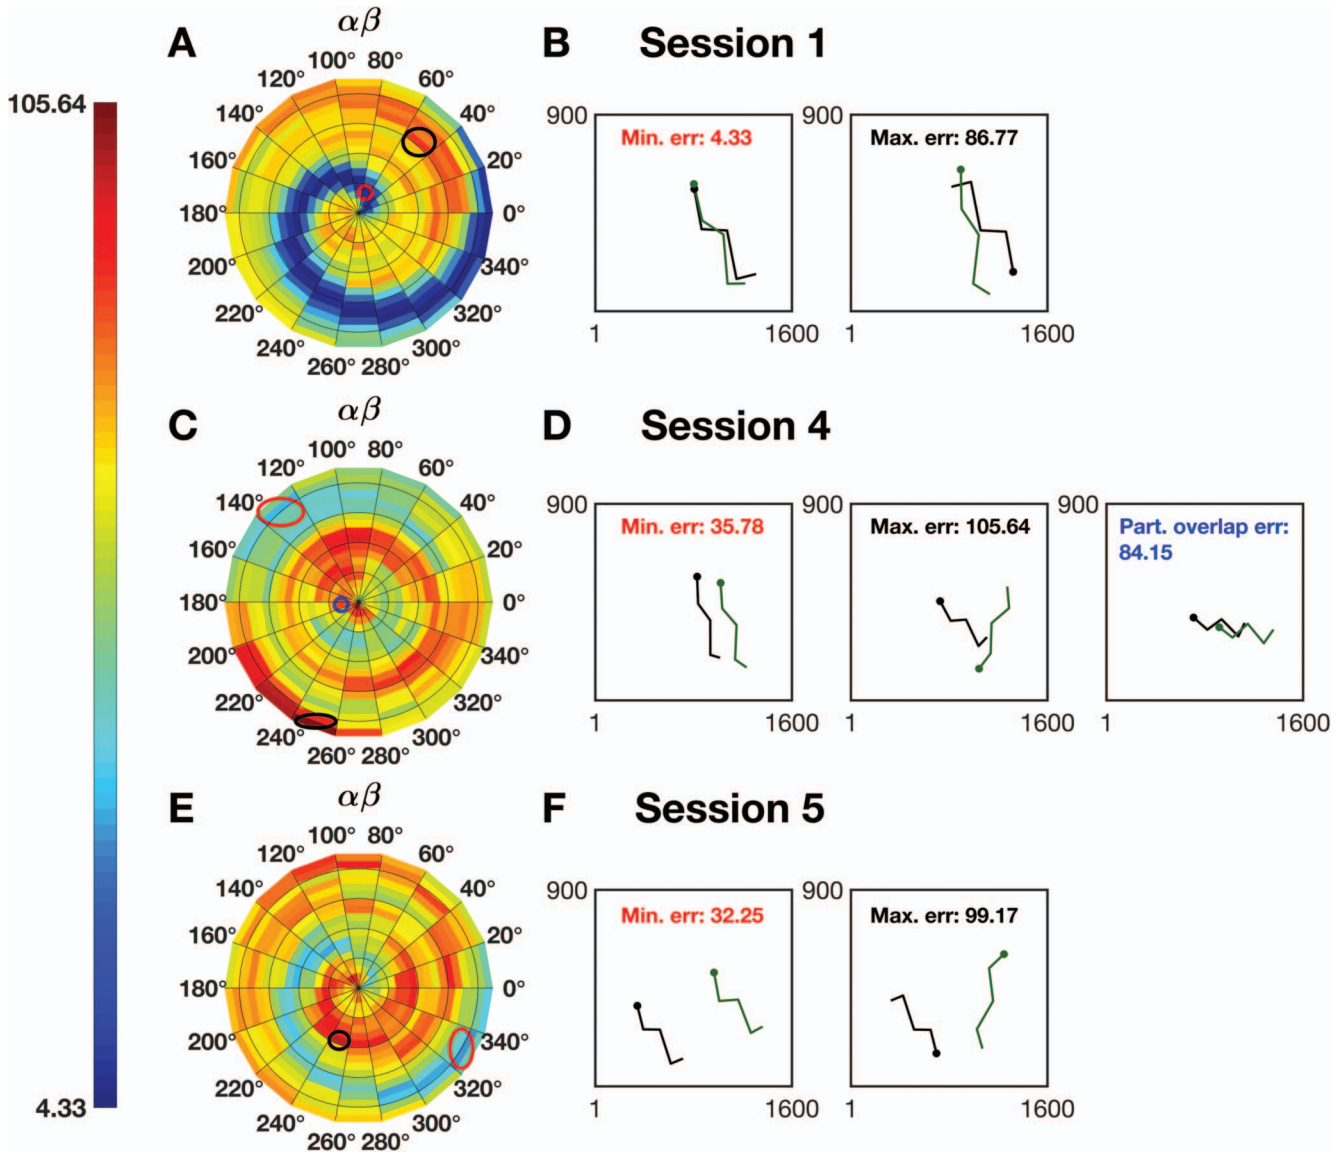 105.64
4.33
A
αβ
100° 80°
120° 60°
140° 40°
160° 20°
180° 0°
200° 340°
220° 320°
240° 300°
260° 280°
B Session 1
900
Min. err: 4.33
1 1600
900
Max. err: 86.77
1 1600
C
αβ
100° 80°
120° 60°
140° 40°
160° 20°
180° 0°
200° 340°
220° 320°
240° 300°
260° 280°
D Session 4
900
Min. err: 35.78
1 1600
900
Max. err: 105.64
1 1600
900
Part. overlap err:
84.15
1 1600
E
αβ
100° 80°
120° 60°
140° 40°
160° 20°
180° 0°
200° 340°
220° 320°
240° 300°
260° 280°
F Session 5
900
Min. err: 32.25
1 1600
900
Max. err: 99.17
1 1600